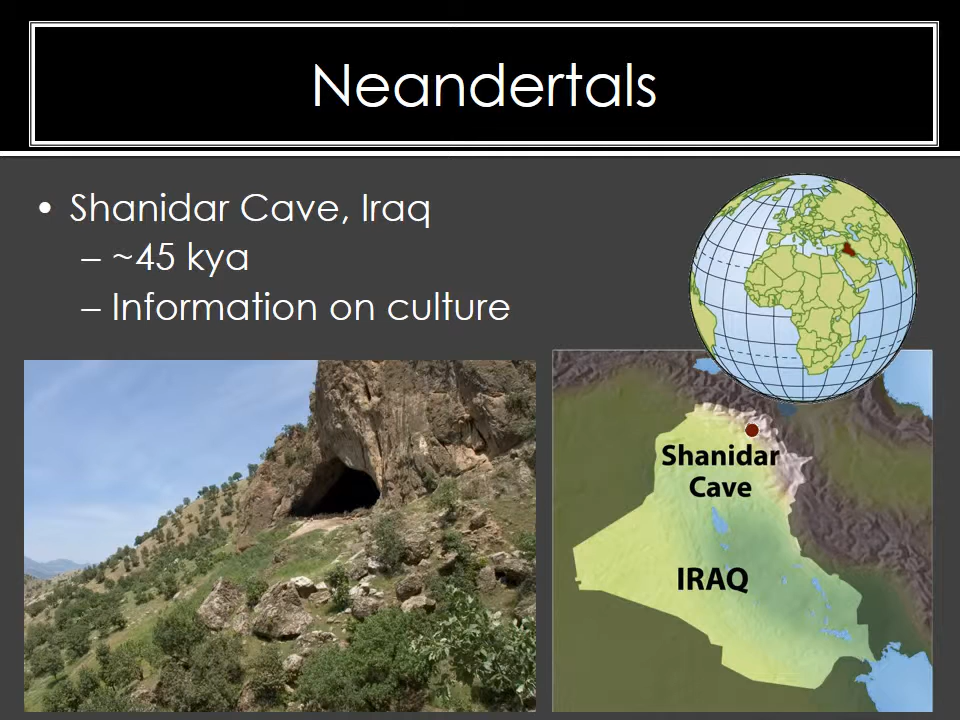 Neandertals
• Shanidar Cave, Iraq
– ~45 kya
– Information on culture
Shanidar
Cave
IRAQ